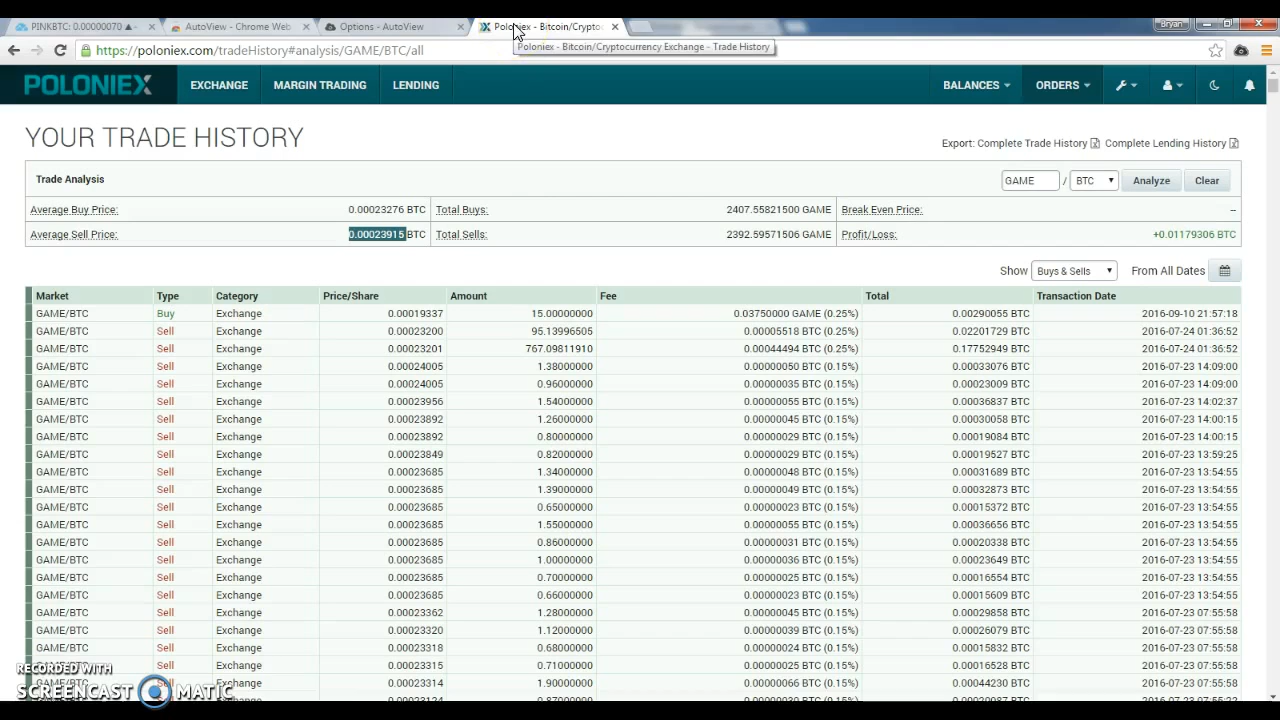 PINKBTC: 0.00000070 ▲ AutoView - Chrome Web Options - AutoView Poloniex - Bitcoin/Crypto Bryan
Poloniex - Bitcoin/Cryptocurrency Exchange - Trade History
https://poloniex.com/tradeHistory#analysis/GAME/BTC/all
POLONIEX EXCHANGE MARGIN TRADING LENDING BALANCES ORDERS
YOUR TRADE HISTORY
Export: Complete Trade History Complete Lending History
Trade Analysis GAME / BTC Analyze Clear
Average Buy Price: 0.00023276 BTC Total Buys: 2407.55821500 GAME Break Even Price: –
Average Sell Price: 0.00023915 BTC Total Sells: 2392.59571506 GAME Profit/Loss: +0.01179306 BTC
Show Buys & Sells From All Dates
Market Type Category Price/Share Amount Fee Total Transaction Date
GAME/BTC Buy Exchange 0.00019337 15.00000000 0.03750000 GAME (0.25%) 0.00290055 BTC 2016-09-10 21:57:18
GAME/BTC Sell Exchange 0.00023200 95.13996505 0.00005518 BTC (0.25%) 0.02201729 BTC 2016-07-24 01:36:52
GAME/BTC Sell Exchange 0.00023201 767.09811910 0.00044494 BTC (0.25%) 0.17752949 BTC 2016-07-24 01:36:52
GAME/BTC Sell Exchange 0.00024005 1.38000000 0.00000050 BTC (0.15%) 0.00033076 BTC 2016-07-23 14:09:00
GAME/BTC Sell Exchange 0.00024005 0.96000000 0.00000035 BTC (0.15%) 0.00023009 BTC 2016-07-23 14:09:00
GAME/BTC Sell Exchange 0.00023956 1.54000000 0.00000055 BTC (0.15%) 0.00036837 BTC 2016-07-23 14:02:37
GAME/BTC Sell Exchange 0.00023892 1.26000000 0.00000045 BTC (0.15%) 0.00030058 BTC 2016-07-23 14:00:15
GAME/BTC Sell Exchange 0.00023892 0.80000000 0.00000029 BTC (0.15%) 0.00019084 BTC 2016-07-23 14:00:15
GAME/BTC Sell Exchange 0.00023849 0.82000000 0.00000029 BTC (0.15%) 0.00019527 BTC 2016-07-23 13:59:25
GAME/BTC Sell Exchange 0.00023685 1.34000000 0.00000048 BTC (0.15%) 0.00031689 BTC 2016-07-23 13:54:55
GAME/BTC Sell Exchange 0.00023685 1.39000000 0.00000049 BTC (0.15%) 0.00032873 BTC 2016-07-23 13:54:55
GAME/BTC Sell Exchange 0.00023685 0.65000000 0.00000023 BTC (0.15%) 0.00015372 BTC 2016-07-23 13:54:55
GAME/BTC Sell Exchange 0.00023685 1.55000000 0.00000055 BTC (0.15%) 0.00036656 BTC 2016-07-23 13:54:55
GAME/BTC Sell Exchange 0.00023685 0.86000000 0.00000031 BTC (0.15%) 0.00020338 BTC 2016-07-23 13:54:55
GAME/BTC Sell Exchange 0.00023685 1.00000000 0.00000036 BTC (0.15%) 0.00023649 BTC 2016-07-23 13:54:55
GAME/BTC Sell Exchange 0.00023685 0.70000000 0.00000025 BTC (0.15%) 0.00016554 BTC 2016-07-23 13:54:55
GAME/BTC Sell Exchange 0.00023685 0.66000000 0.00000023 BTC (0.15%) 0.00015609 BTC 2016-07-23 13:54:55
GAME/BTC Sell Exchange 0.00023362 1.28000000 0.00000045 BTC (0.15%) 0.00029858 BTC 2016-07-23 07:55:58
GAME/BTC Sell Exchange 0.00023320 1.12000000 0.00000039 BTC (0.15%) 0.00026079 BTC 2016-07-23 07:55:58
GAME/BTC Sell Exchange 0.00023318 0.68000000 0.00000024 BTC (0.15%) 0.00015832 BTC 2016-07-23 07:55:58
Sell Exchange 0.00023315 0.71000000 0.00000025 BTC (0.15%) 0.00016528 BTC 2016-07-23 07:55:58
Sell Exchange 0.00023314 1.90000000 0.00000066 BTC (0.15%) 0.00044230 BTC 2016-07-23 07:55:58
RECORDED WITH
SCREENCAST MATIC